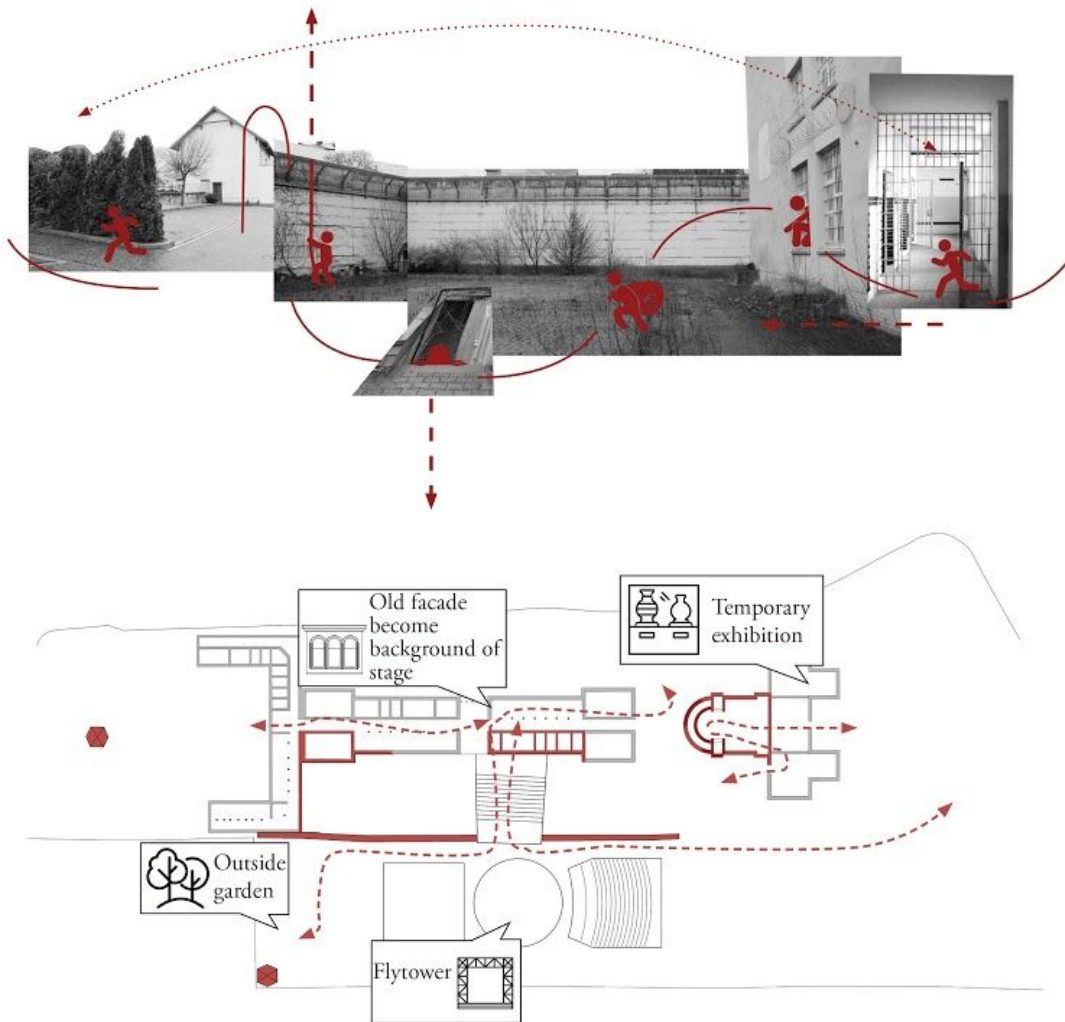 Old facade
become
background of
stage
Temporary
exhibition
Outside
garden
Flytower